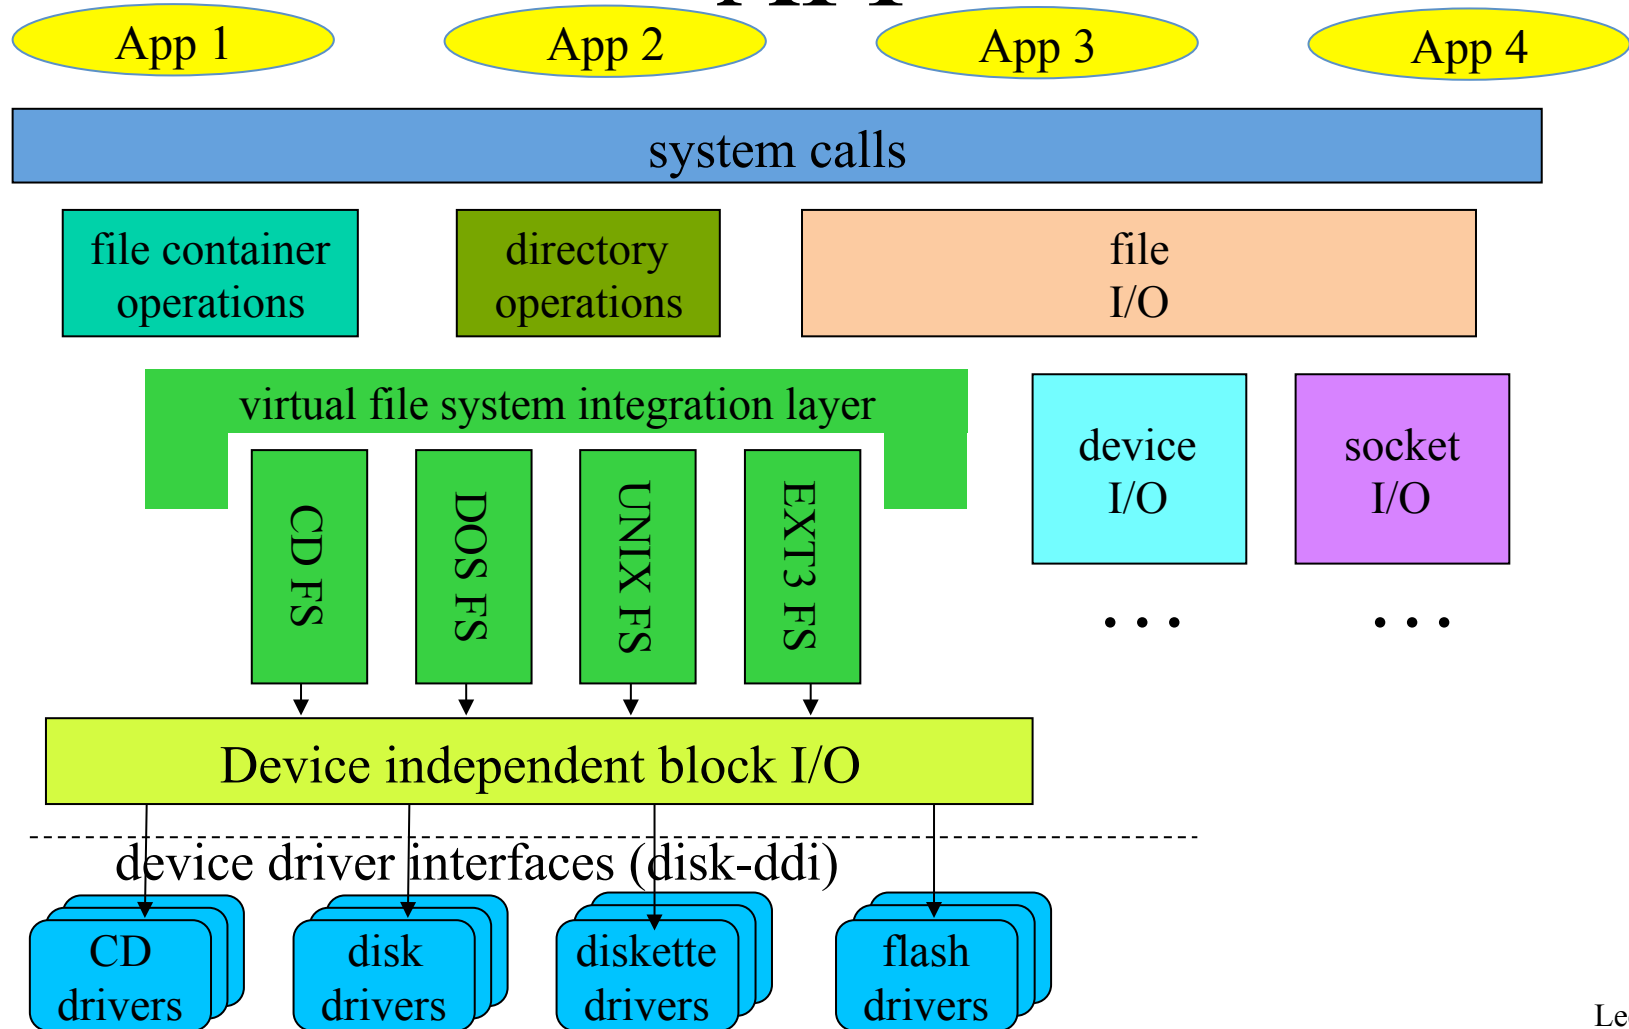 App 1
App 2
App 3
App 4
system calls
file container
operations
directory
operations
file
I/O
virtual file system integration layer
device
I/O
socket
I/O
CD FS
DOS FS
UNIX FS
EXT3 FS
. . .
. . .
Device independent block I/O
device driver interfaces (disk-ddi)
CD
drivers
disk
drivers
diskette
drivers
flash
drivers